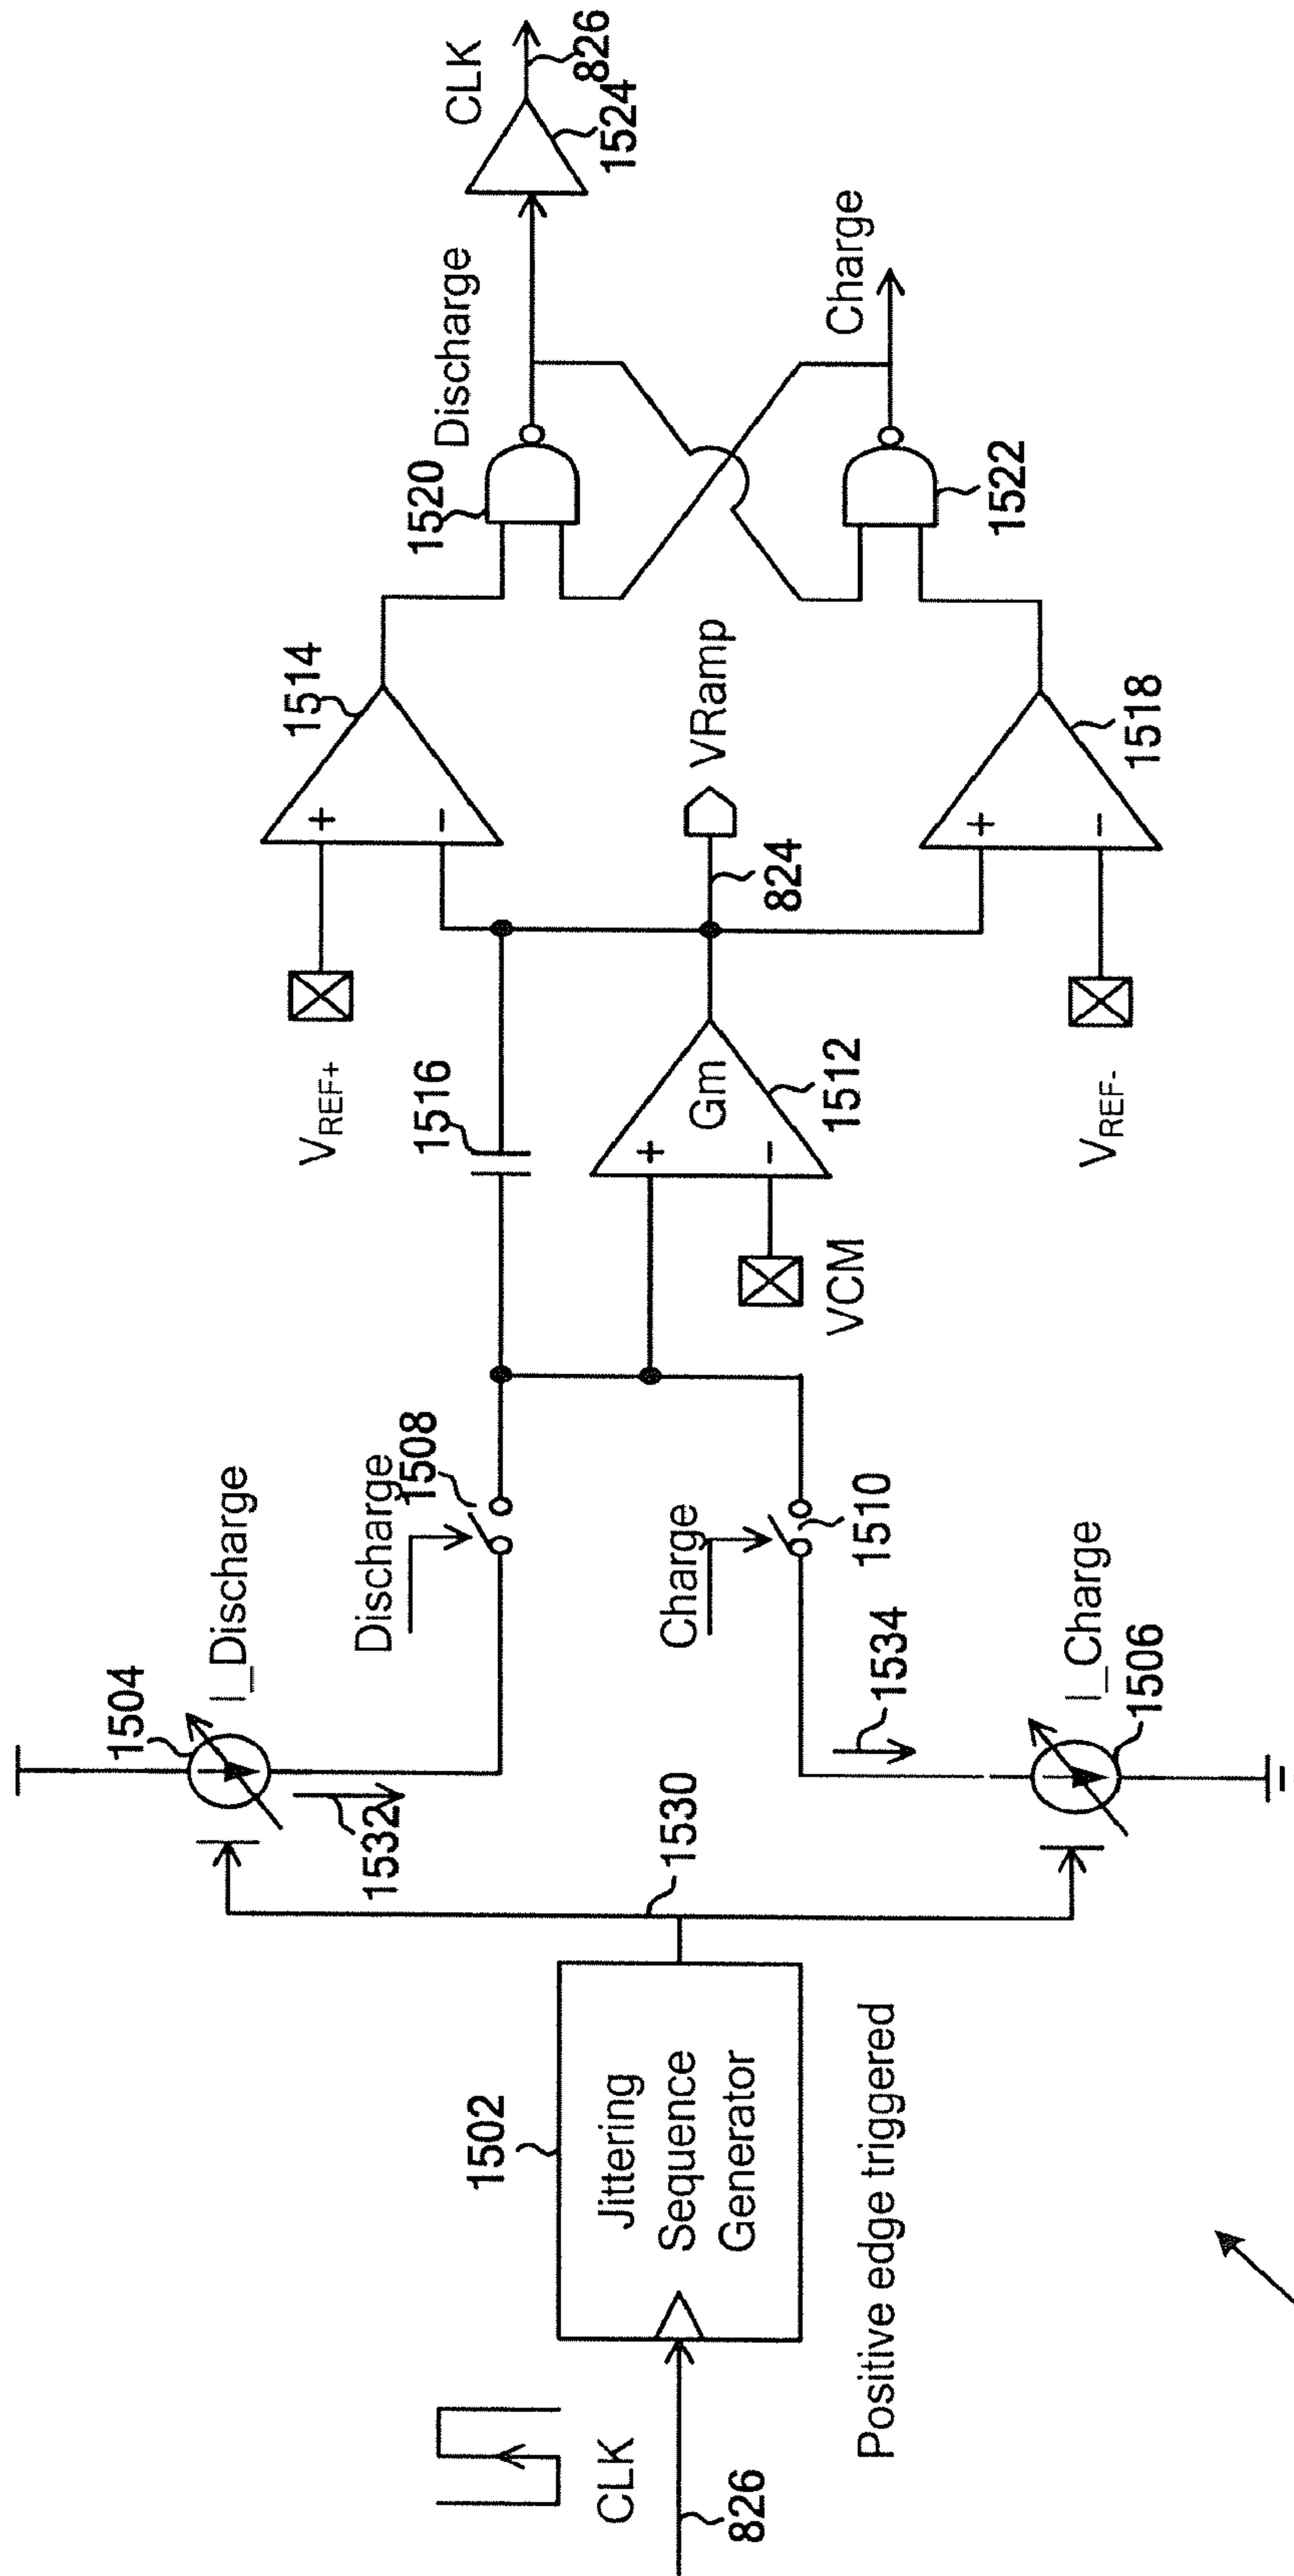 CLK
826
1502
Jittering
Sequence
Generator
Positive edge triggered
1530
1504
I_Discharge
1532
Discharge
1508
Charge
1510
1534
I_Charge
1506
1516
+
-
Gm
1512
VCM
VREF+
+
-
1514
824
VRamp
VREF-
+
-
1518
1520
Discharge
1522
Charge
CLK
826
1524